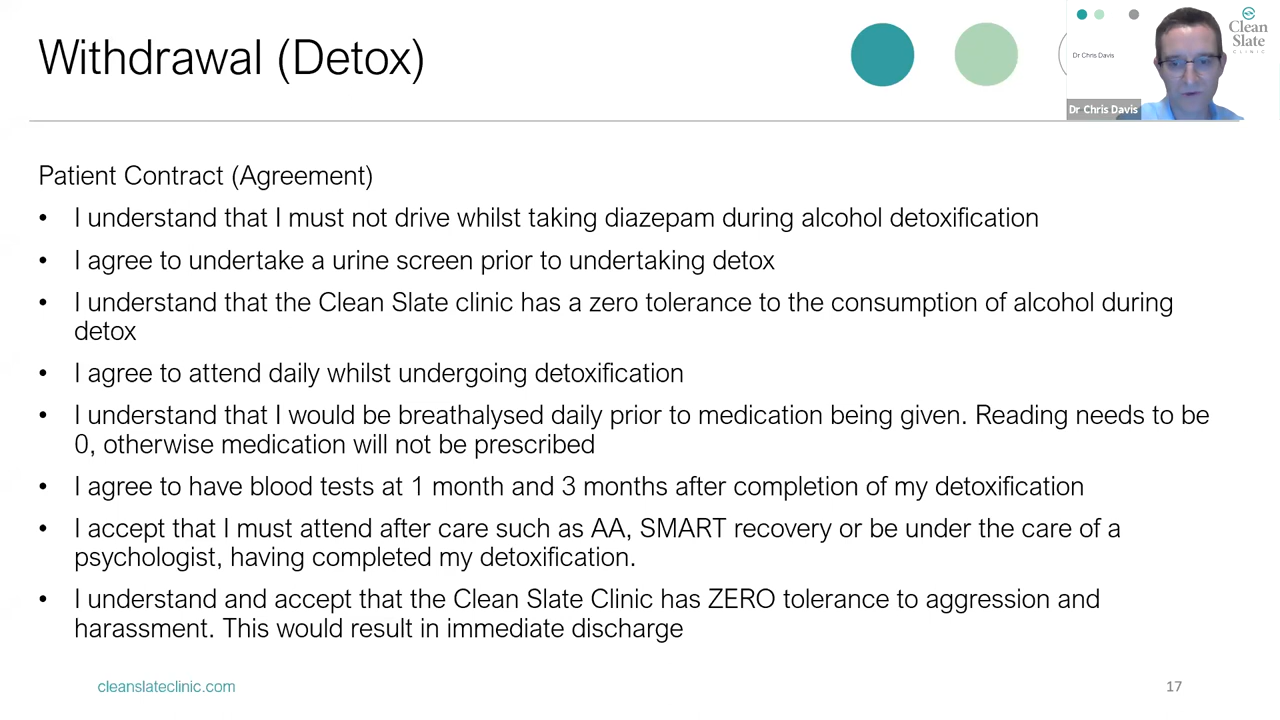 Withdrawal (Detox)
Clean
Slate
CLINIC
Dr Chris Davis
Dr Chris Davis
Patient Contract (Agreement)
• I understand that I must not drive whilst taking diazepam during alcohol detoxification
• I agree to undertake a urine screen prior to undertaking detox
• I understand that the Clean Slate clinic has a zero tolerance to the consumption of alcohol during
detox
• I agree to attend daily whilst undergoing detoxification
• I understand that I would be breathalysed daily prior to medication being given. Reading needs to be
0, otherwise medication will not be prescribed
• I agree to have blood tests at 1 month and 3 months after completion of my detoxification
• I accept that I must attend after care such as AA, SMART recovery or be under the care of a
psychologist, having completed my detoxification.
• I understand and accept that the Clean Slate Clinic has ZERO tolerance to aggression and
harassment. This would result in immediate discharge
cleanslateclinic.com
17